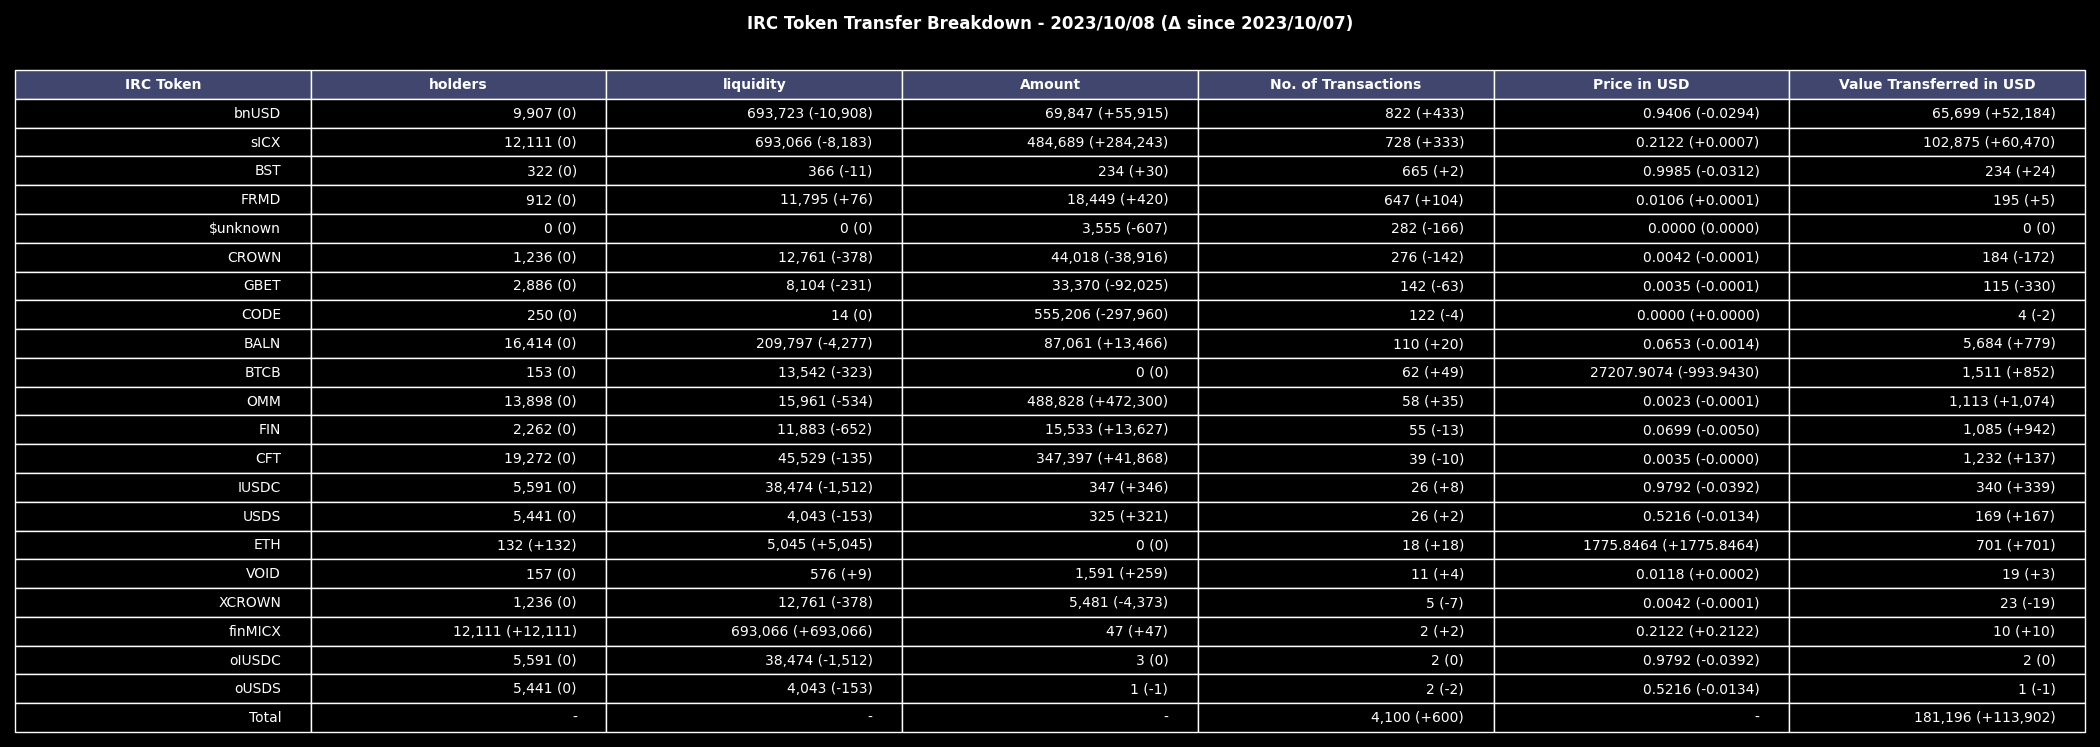 IRC Token Transfer Breakdown - 2023/10/08 (Δ since 2023/10/07)
IRC Token holders liquidity Amount No. of Transactions Price in USD Value Transferred in USD
bnUSD 9,907 (0) 693,723 (-10,908) 69,847 (+55,915) 822 (+433) 0.9406 (-0.0294) 65,699 (+52,184)
sICX 12,111 (0) 693,066 (-8,183) 484,689 (+284,243) 728 (+333) 0.2122 (+0.0007) 102,875 (+60,470)
BST 322 (0) 366 (-11) 234 (+30) 665 (+2) 0.9985 (-0.0312) 234 (+24)
FRMD 912 (0) 11,795 (+76) 18,449 (+420) 647 (+104) 0.0106 (+0.0001) 195 (+5)
$unknown 0 (0) 0 (0) 3,555 (-607) 282 (-166) 0.0000 (0.0000) 0 (0)
CROWN 1,236 (0) 12,761 (-378) 44,018 (-38,916) 276 (-142) 0.0042 (-0.0001) 184 (-172)
GBET 2,886 (0) 8,104 (-231) 33,370 (-92,025) 142 (-63) 0.0035 (-0.0001) 115 (-330)
CODE 250 (0) 14 (0) 555,206 (-297,960) 122 (-4) 0.0000 (+0.0000) 4 (-2)
BALN 16,414 (0) 209,797 (-4,277) 87,061 (+13,466) 110 (+20) 0.0653 (-0.0014) 5,684 (+779)
BTCB 153 (0) 13,542 (-323) 0 (0) 62 (+49) 27207.9074 (-993.9430) 1,511 (+852)
OMM 13,898 (0) 15,961 (-534) 488,828 (+472,300) 58 (+35) 0.0023 (-0.0001) 1,113 (+1,074)
FIN 2,262 (0) 11,883 (-652) 15,533 (+13,627) 55 (-13) 0.0699 (-0.0050) 1,085 (+942)
CFT 19,272 (0) 45,529 (-135) 347,397 (+41,868) 39 (-10) 0.0035 (-0.0000) 1,232 (+137)
IUSDC 5,591 (0) 38,474 (-1,512) 347 (+346) 26 (+8) 0.9792 (-0.0392) 340 (+339)
USDS 5,441 (0) 4,043 (-153) 325 (+321) 26 (+2) 0.5216 (-0.0134) 169 (+167)
ETH 132 (+132) 5,045 (+5,045) 0 (0) 18 (+18) 1775.8464 (+1775.8464) 701 (+701)
VOID 157 (0) 576 (+9) 1,591 (+259) 11 (+4) 0.0118 (+0.0002) 19 (+3)
XCROWN 1,236 (0) 12,761 (-378) 5,481 (-4,373) 5 (-7) 0.0042 (-0.0001) 23 (-19)
finMICX 12,111 (+12,111) 693,066 (+693,066) 47 (+47) 2 (+2) 0.2122 (+0.2122) 10 (+10)
oIUSDC 5,591 (0) 38,474 (-1,512) 3 (0) 2 (0) 0.9792 (-0.0392) 2 (0)
oUSDS 5,441 (0) 4,043 (-153) 1 (-1) 2 (-2) 0.5216 (-0.0134) 1 (-1)
Total - - - 4,100 (+600) - 181,196 (+113,902)